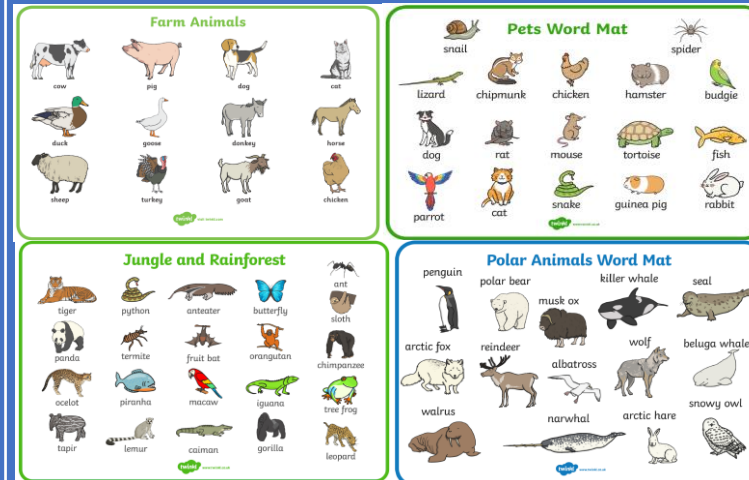 Farm Animals
cow pig dog cat
duck goose donkey horse
sheep turkey goat chicken
twinkl
Pets Word Mat
snail spider
lizard chipmunk chicken hamster budgie
dog rat mouse tortoise fish
parrot cat snake guinea pig rabbit
twinkl
Jungle and Rainforest
ant
tiger python anteater butterfly sloth
panda termite fruit bat orangutan chimpanzee
ocelot piranha macaw iguana tree frog
tapir lemur caiman gorilla leopard
twinkl
Polar Animals Word Mat
penguin polar bear musk ox killer whale seal
arctic fox reindeer albatross wolf beluga whale
walrus narwhal arctic hare snowy owl
twinkl